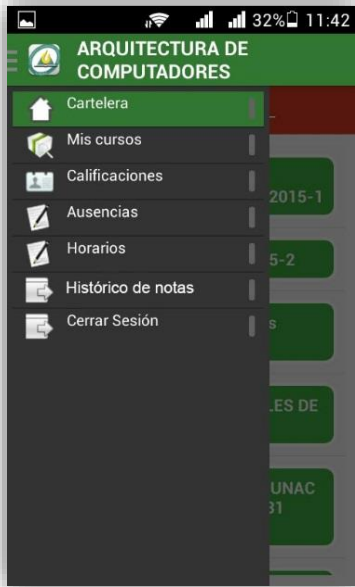 32% 11:42
ARQUITECTURA DE
COMPUTADORES
Cartelera
Mis cursos
2015-1
Calificaciones
Ausencias
Horarios
5-2
Histórico de notas
Cerrar Sesión
S
LES DE
UNAC
31